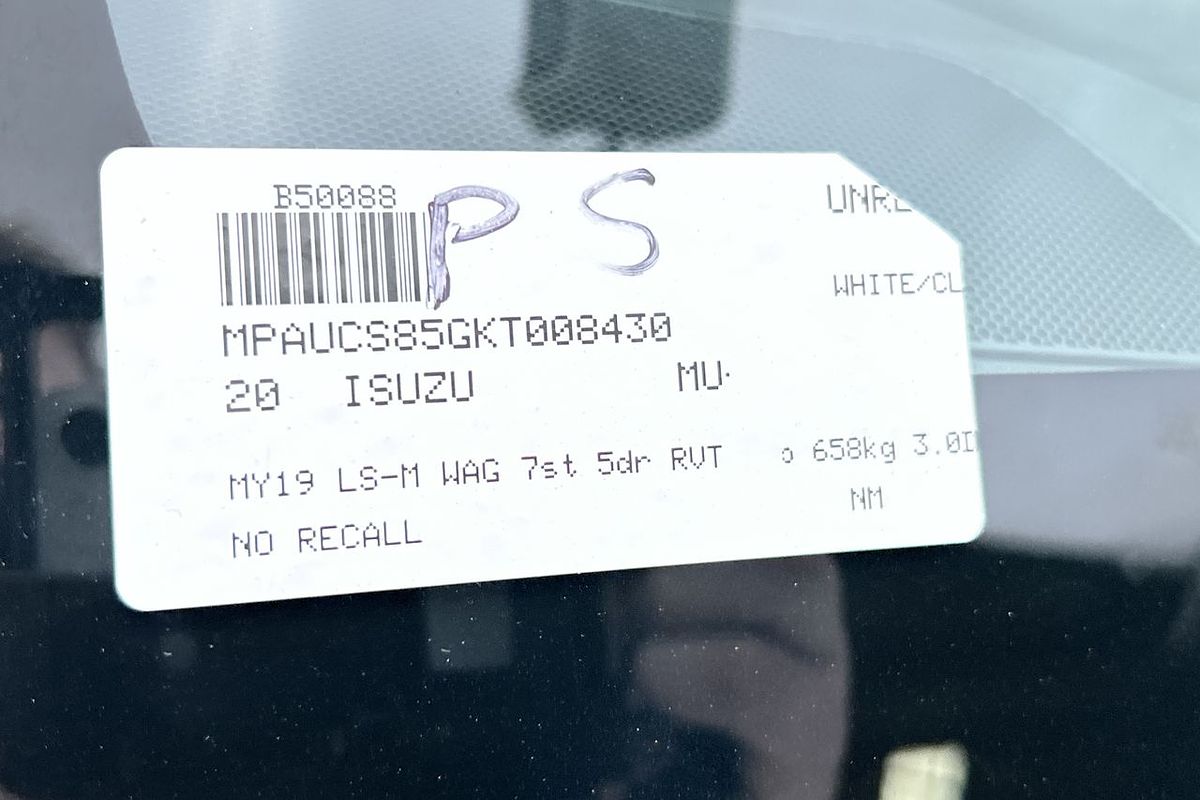 B50088
P S
UNRE
WHITE/CL
MPAUCS85GKT008430
20 ISUZU MU-
MY19 LS-M WAG 7st 5dr RVT o 658kg 3.0D
NM
NO RECALL